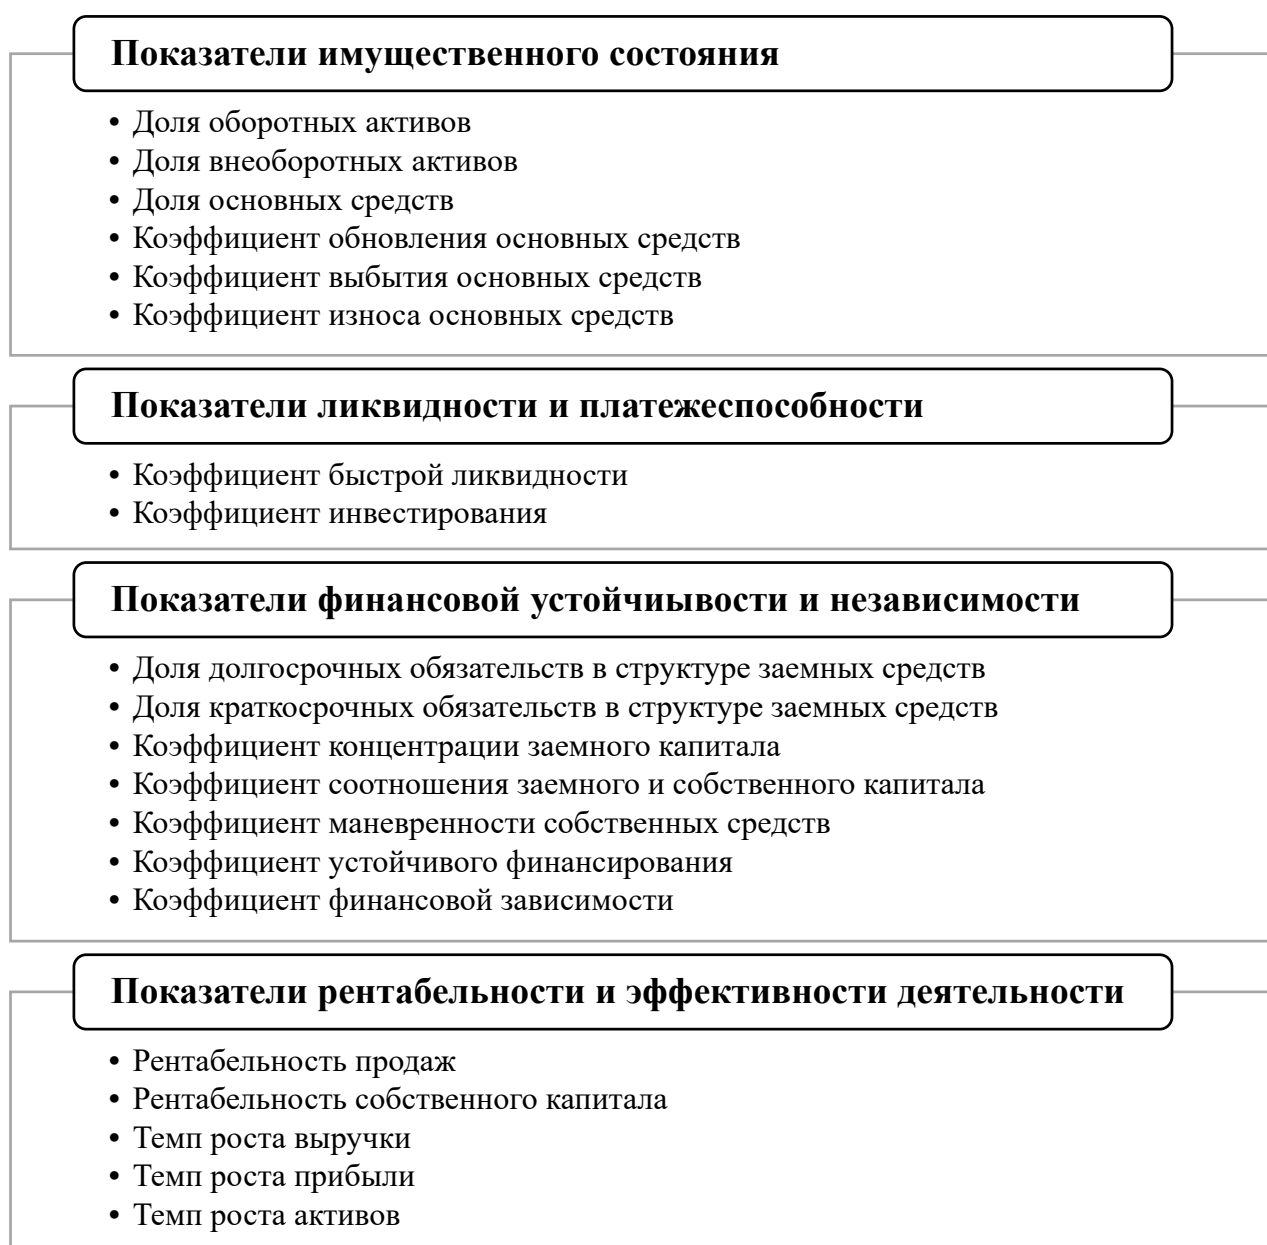 Показатели имущественного состояния
• Доля оборотных активов
• Доля внеоборотных активов
• Доля основных средств
• Коэффициент обновления основных средств
• Коэффициент выбытия основных средств
• Коэффициент износа основных средств
Показатели ликвидности и платежеспособности
• Коэффициент быстрой ликвидности
• Коэффициент инвестирования
Показатели финансовой устойчиывости и независимости
• Доля долгосрочных обязательств в структуре заемных средств
• Доля краткосрочных обязательств в структуре заемных средств
• Коэффициент концентрации заемного капитала
• Коэффициент соотношения заемного и собственного капитала
• Коэффициент маневренности собственных средств
• Коэффициент устойчивого финансирования
• Коэффициент финансовой зависимости
Показатели рентабельности и эффективности деятельности
• Рентабельность продаж
• Рентабельность собственного капитала
• Темп роста выручки
• Темп роста прибыли
• Темп роста активов